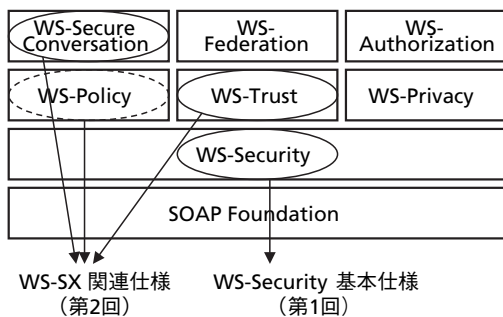 WS-Secure
Conversation
WS-
Federation
WS-
Authorization
WS-Policy
WS-Trust
WS-Privacy
WS-Security
SOAP Foundation
WS-SX 関連仕様
（第2回）
WS-Security 基本仕様
（第1回）